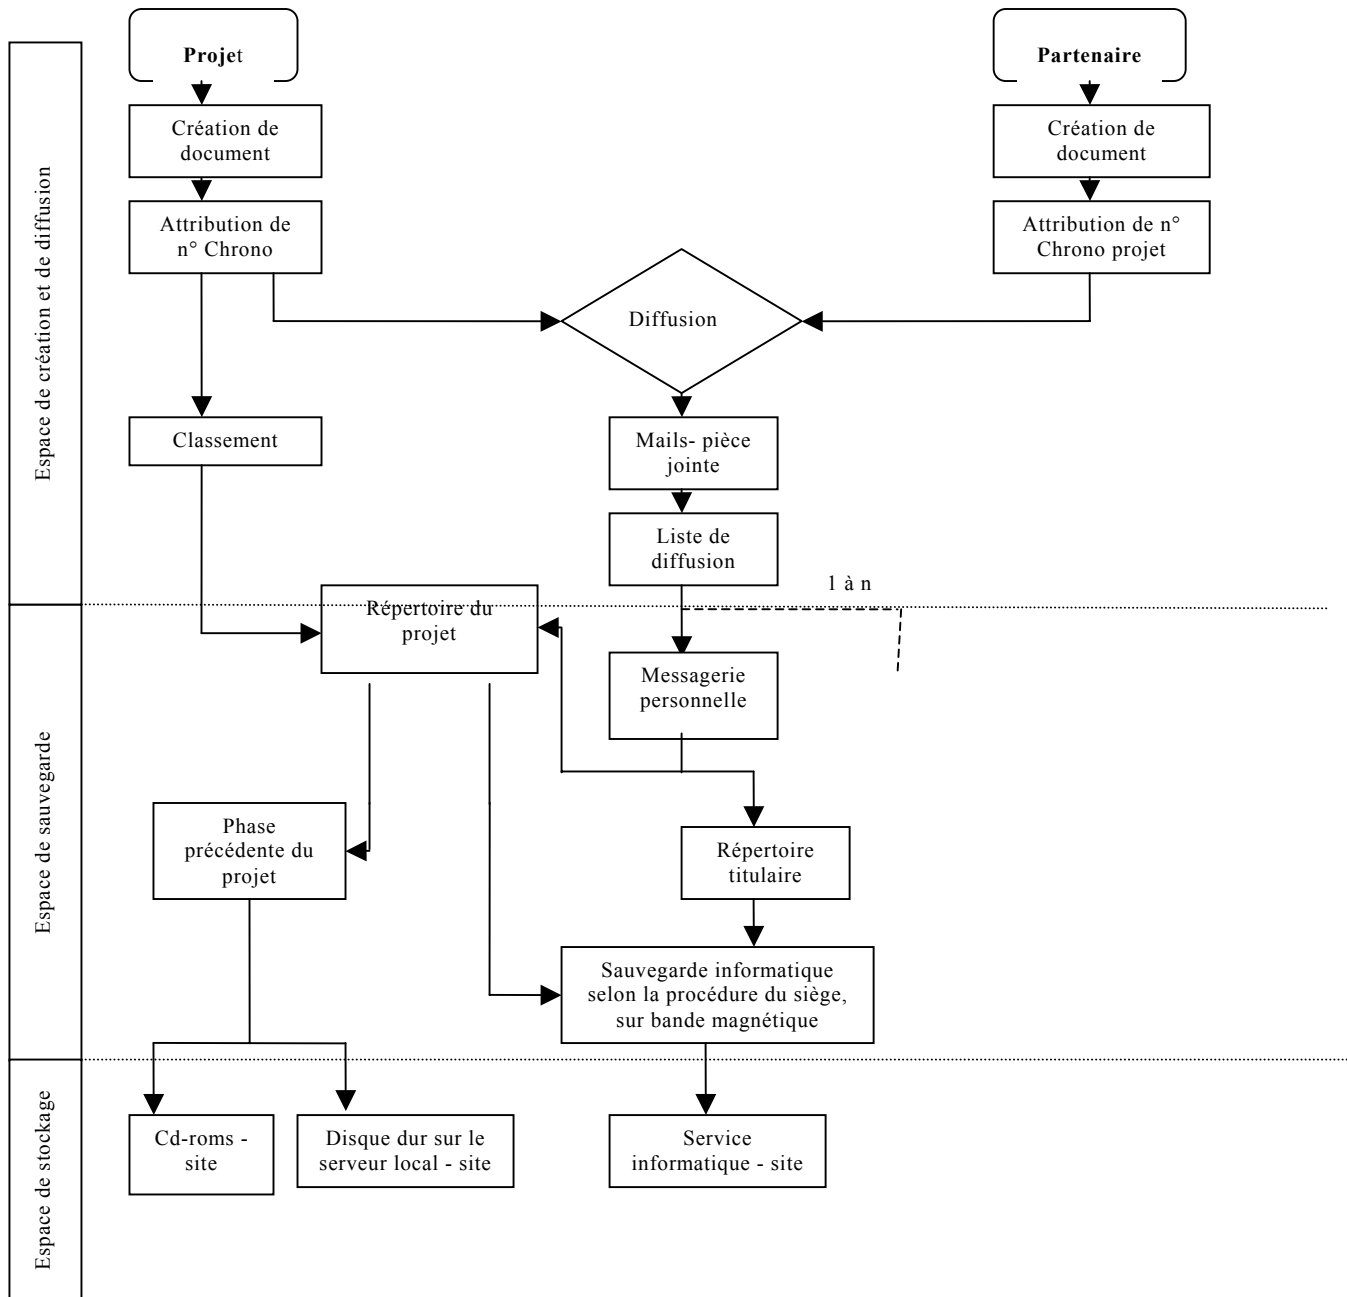 Projet
Partenaire
Création de
document
Création de
document
Attribution de
n° Chrono
Attribution de n°
Chrono projet
Diffusion
Classement
Mails- pièce
jointe
Liste de
diffusion
1 à n
Espace de création et de diffusion
Répertoire du
projet
Messagerie
personnelle
Phase
précédente du
projet
Répertoire
titulaire
Sauvegarde informatique
selon la procédure du siège,
sur bande magnétique
Espace de sauvegarde
Cd-roms -
site
Disque dur sur le
serveur local - site
Service
informatique - site
Espace de stockage